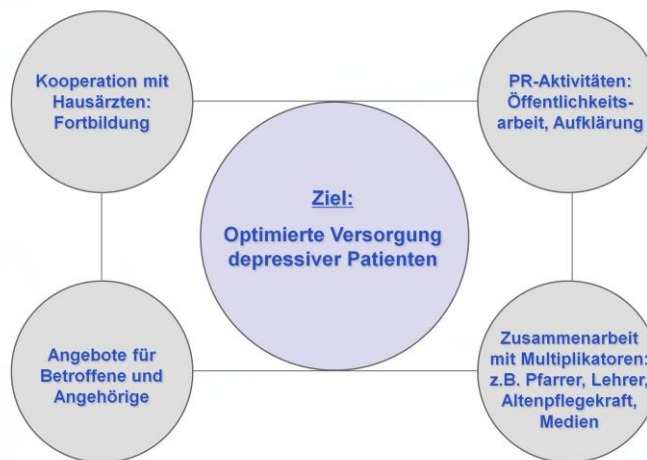 Kooperation mit
Hausärzten:
Fortbildung
PR-Aktivitäten:
Öffentlichkeits-
arbeit, Aufklärung
Ziel:
Optimierte Versorgung
depressiver Patienten
Angebote für
Betroffene und
Angehörige
Zusammenarbeit
mit Multiplikatoren:
z.B. Pfarrer, Lehrer,
Altenpflegekraft,
Medien